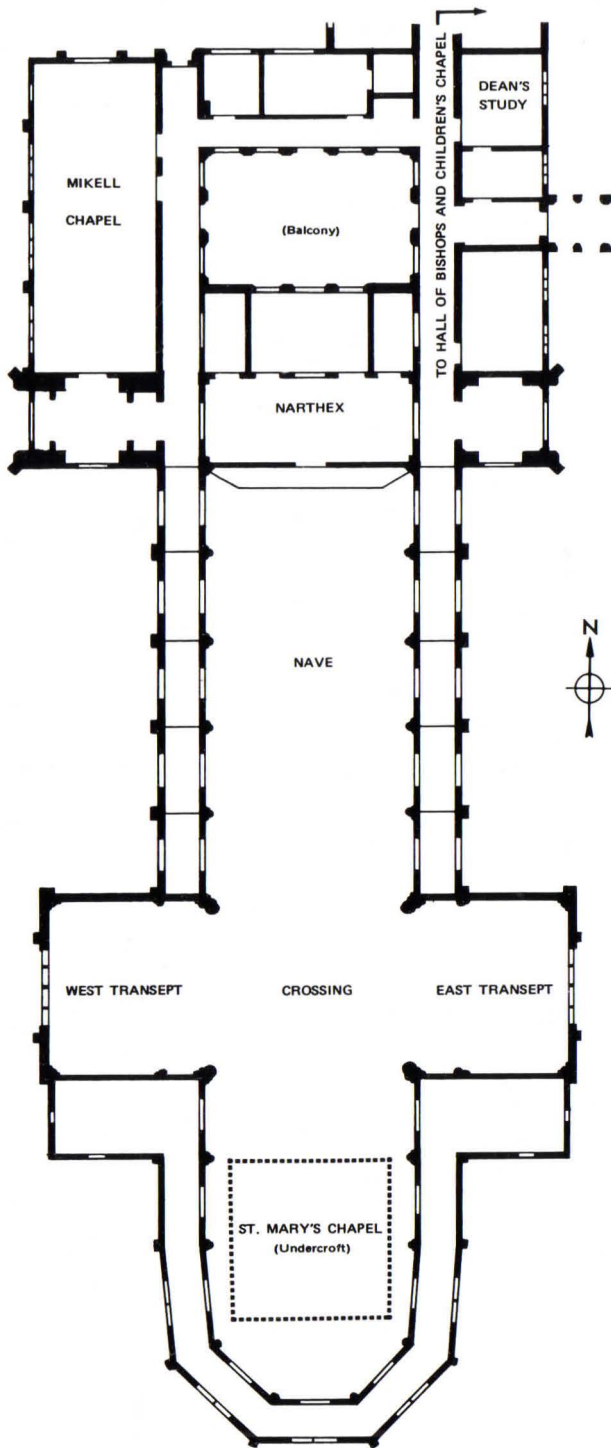 DEAN'S
STUDY
MIKELL
CHAPEL
(Balcony)
TO HALL OF BISHOPS AND CHILDREN'S CHAPEL
NARTHEX
N
NAVE
WEST TRANSEPT
CROSSING
EAST TRANSEPT
ST. MARY'S CHAPEL
(Undercroft)